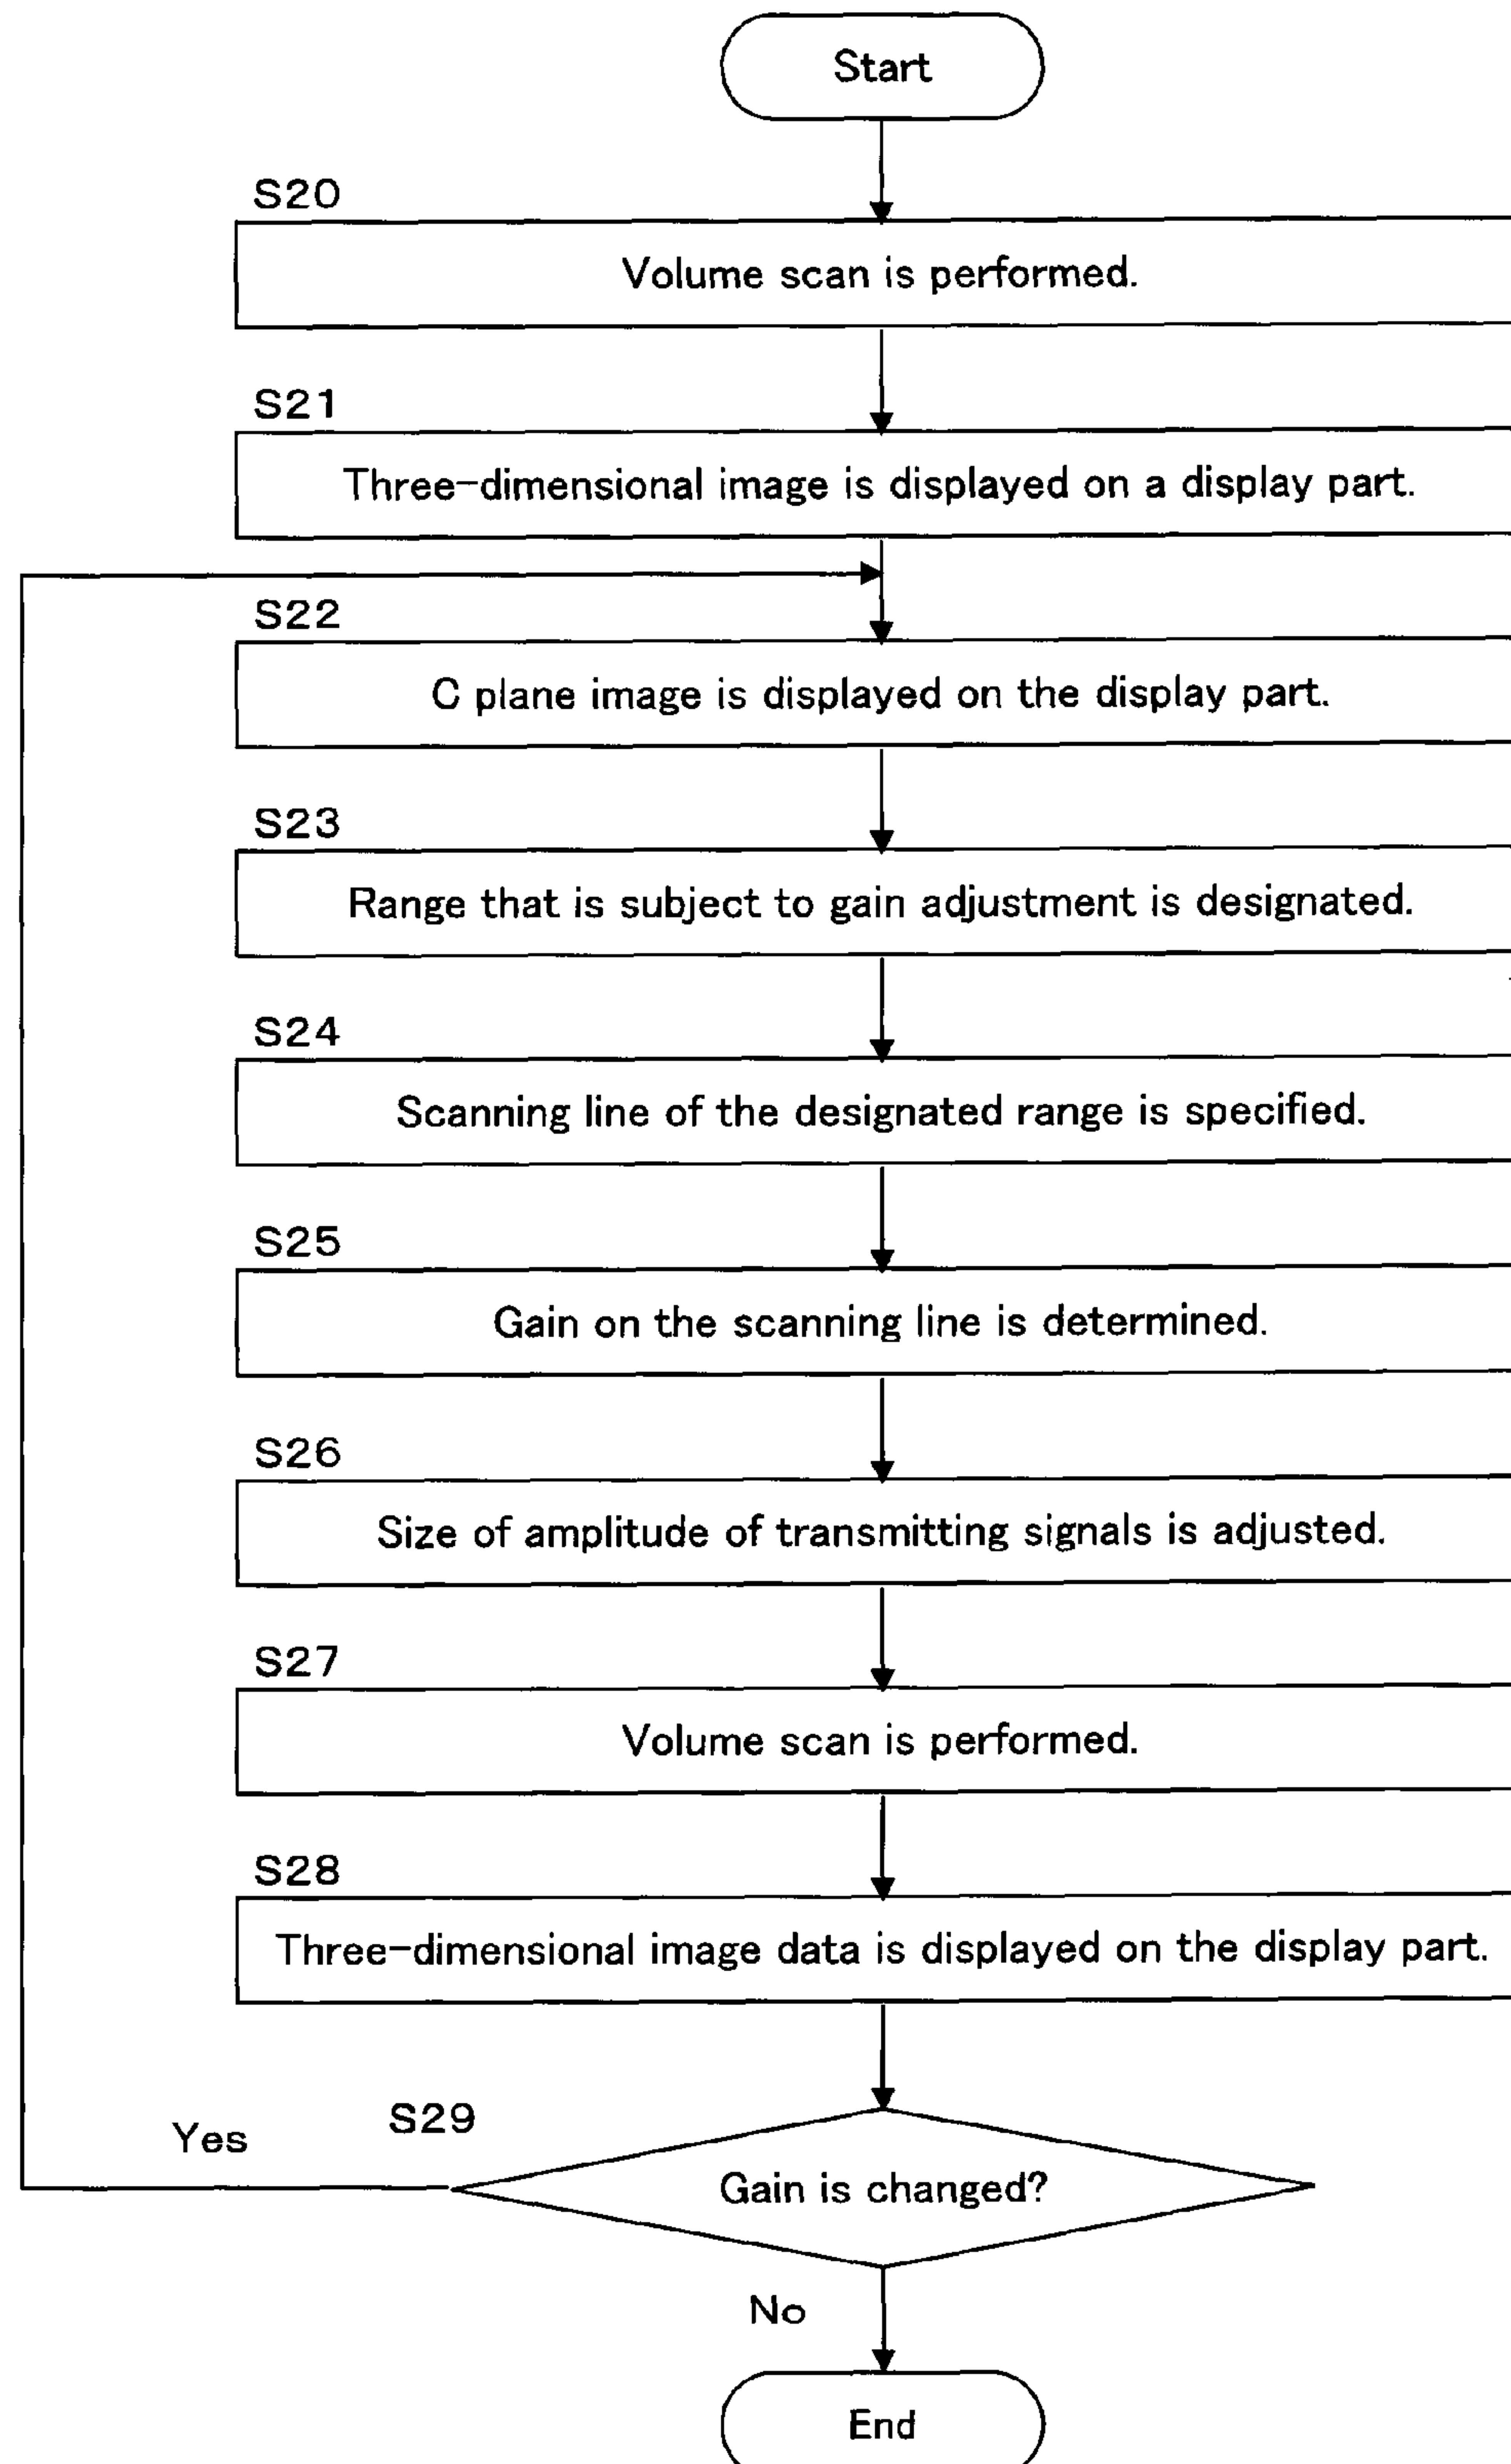 Start
S20
Volume scan is performed.
S21
Three-dimensional image is displayed on a display part.
S22
C plane image is displayed on the display part.
S23
Range that is subject to gain adjustment is designated.
S24
Scanning line of the designated range is specified.
S25
Gain on the scanning line is determined.
S26
Size of amplitude of transmitting signals is adjusted.
S27
Volume scan is performed.
S28
Three-dimensional image data is displayed on the display part.
S29
Yes
Gain is changed?
No
End